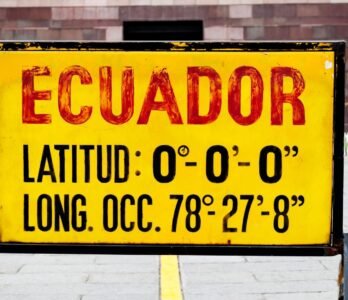 ECUADOR
LATITUD: 0°-0'-0"
LONG. OCC. 78°-27'-8"